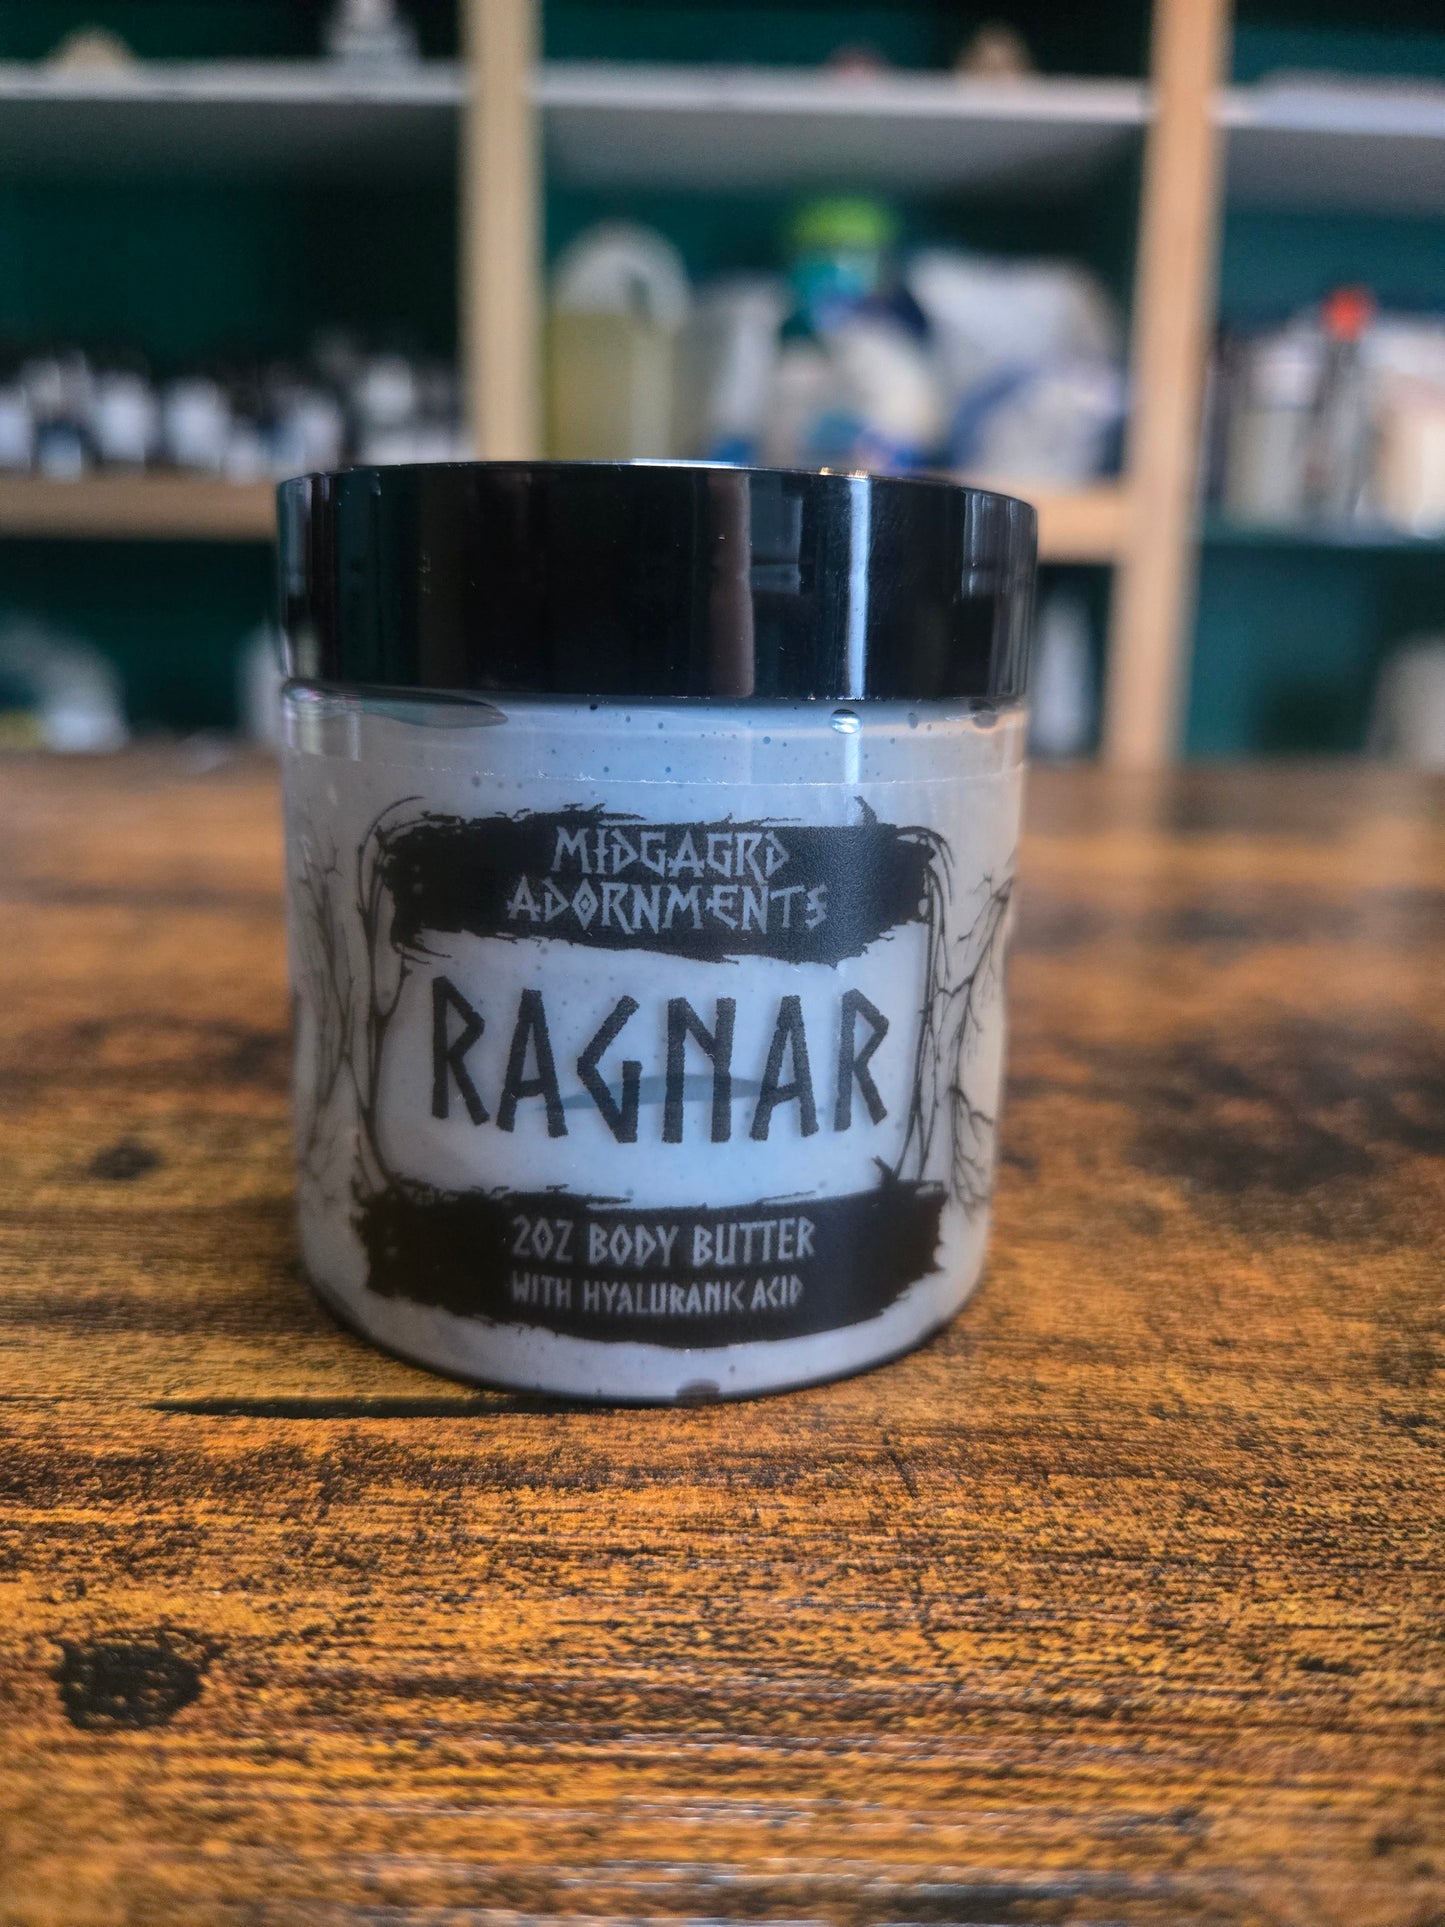 MIDGAGRD
ADORNMENTS
RAGNAR
2OZ BODY BUTTER
WITH HYALURANIC ACID